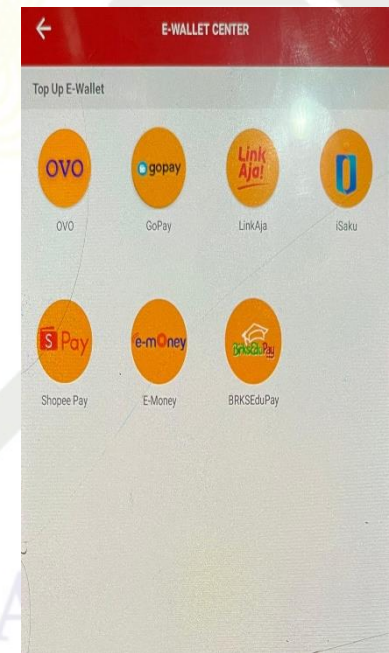 E-WALLET CENTER
Top Up E-Wallet
OVO
gopay
Link
Aja!
OVO
GoPay
LinkAja
iSaku
S Pay
e-mOney
BRKSEduPay
Shopee Pay
E-Money
BRKSEduPay